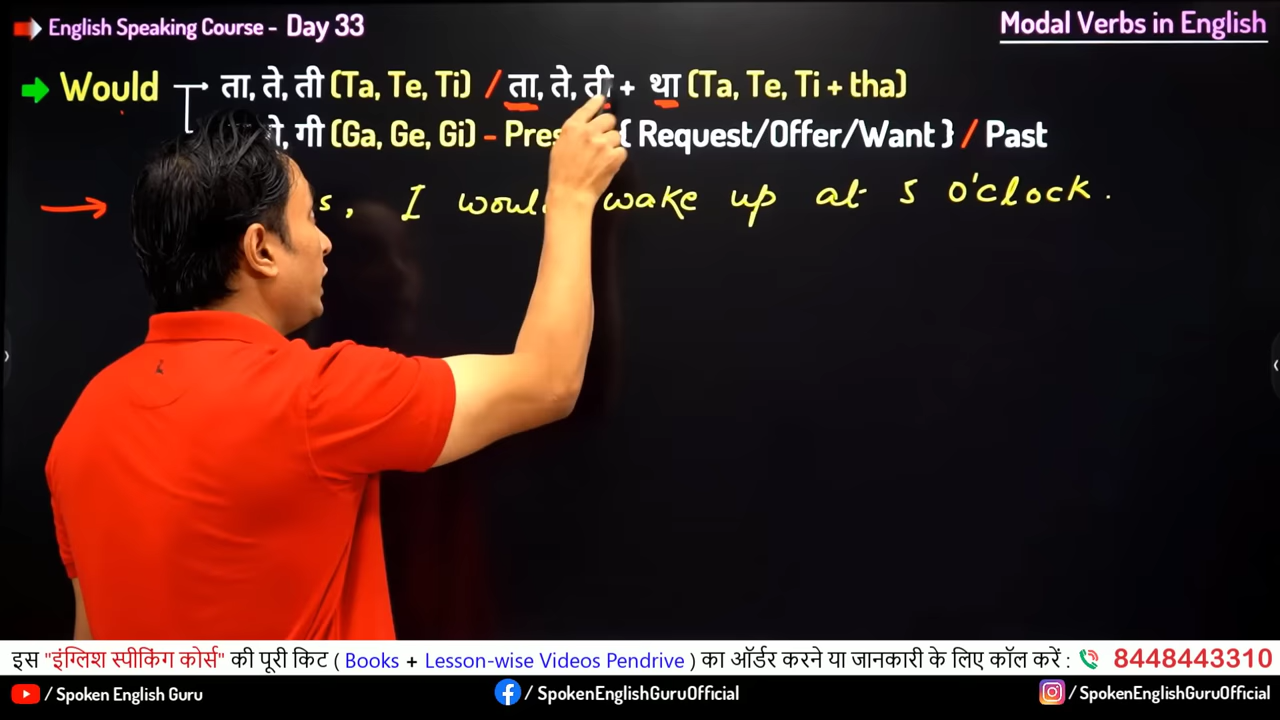 English Speaking Course - Day 33
Modal Verbs in English
Would ता, ते, ती (Ta, Te, Ti) / ता, ते, ती + था (Ta, Te, Ti + tha)
गी (Ga, Ge, Gi) - { Request/Offer/Want } / Past
, I would wake up at 5 o'clock.
इस "इंग्लिश स्पीकिंग कोर्स" की पूरी किट ( Books + Lesson-wise Videos Pendrive ) का ऑर्डर करने या जानकारी के लिए कॉल करें : 8448443310
/ Spoken English Guru / SpokenEnglishGuruOfficial / SpokenEnglishGuruOfficial